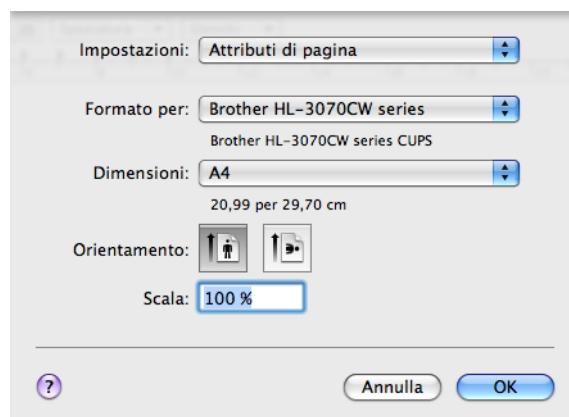 Impostazioni: Attributi di pagina
Formato per: Brother HL-3070CW series
Brother HL-3070CW series CUPS
Dimensioni: A4
20,99 per 29,70 cm
Orientamento:
Scala: 100 %
? Annulla OK